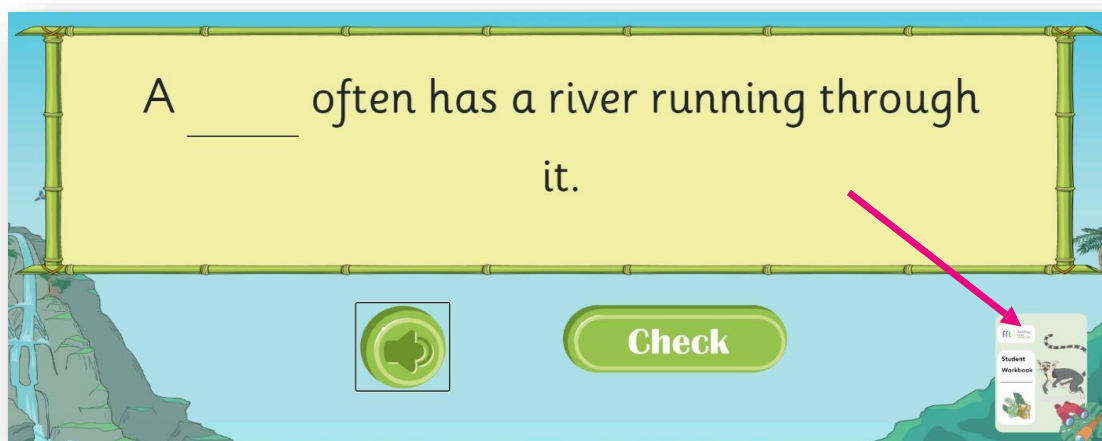 A _____ often has a river running through
it.
Check
Student
Workbook